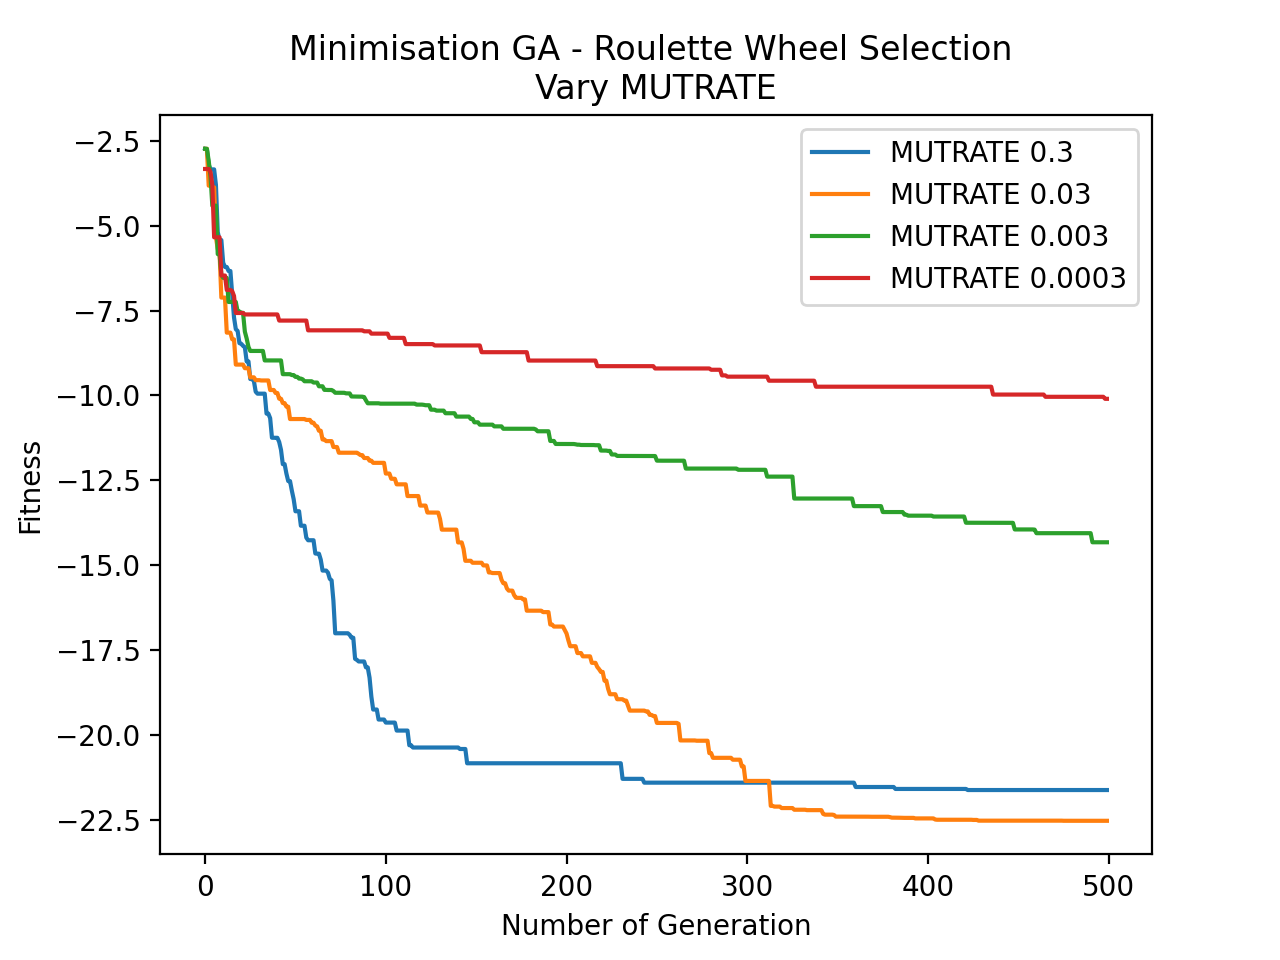 Minimisation GA - Roulette Wheel Selection
Vary MUTRATE
MUTRATE 0.3
MUTRATE 0.03
MUTRATE 0.003
MUTRATE 0.0003
Fitness
−2.5
−5.0
−7.5
−10.0
−12.5
−15.0
−17.5
−20.0
−22.5
0 100 200 300 400 500
Number of Generation